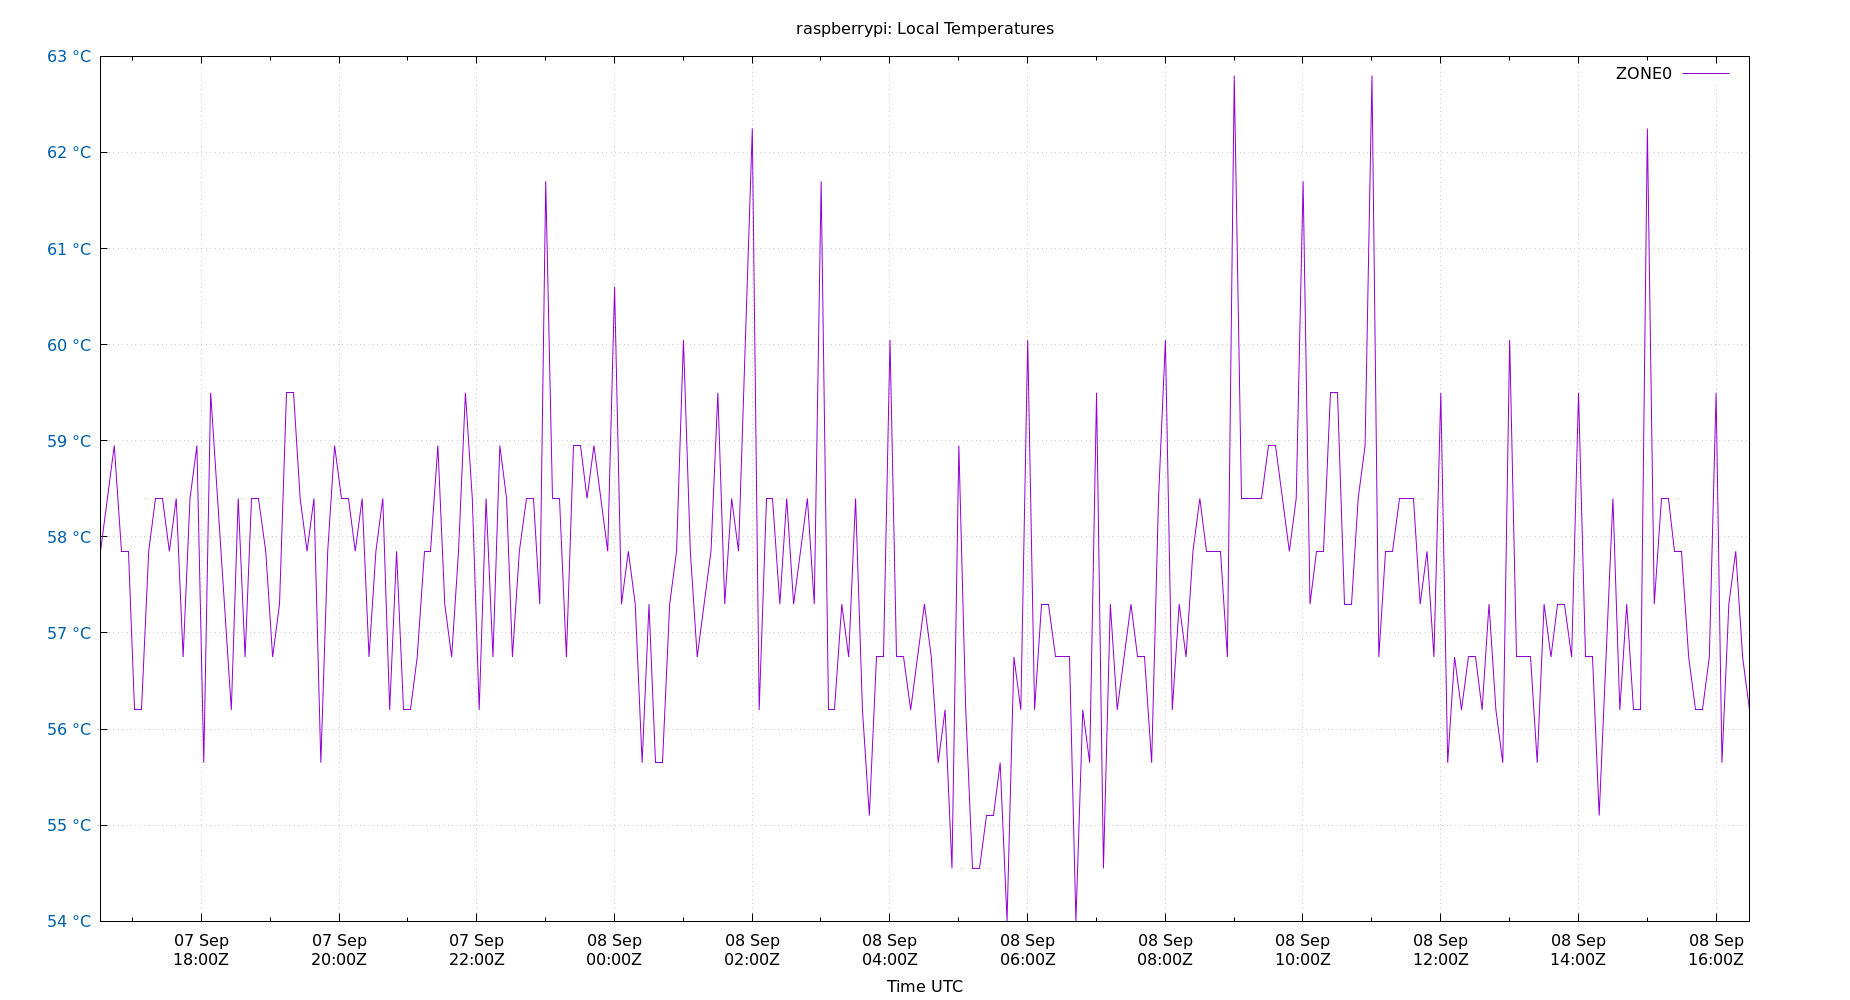 raspberrypi: Local Temperatures
63 °C
ZONE0
62 °C
61 °C
60 °C
59 °C
58 °C
57 °C
56 °C
55 °C
54 °C
07 Sep 07 Sep 07 Sep 08 Sep 08 Sep 08 Sep 08 Sep 08 Sep 08 Sep 08 Sep 08 Sep 08 Sep
18:00Z 20:00Z 22:00Z 00:00Z 02:00Z 04:00Z 06:00Z 08:00Z 10:00Z 12:00Z 14:00Z 16:00Z
Time UTC